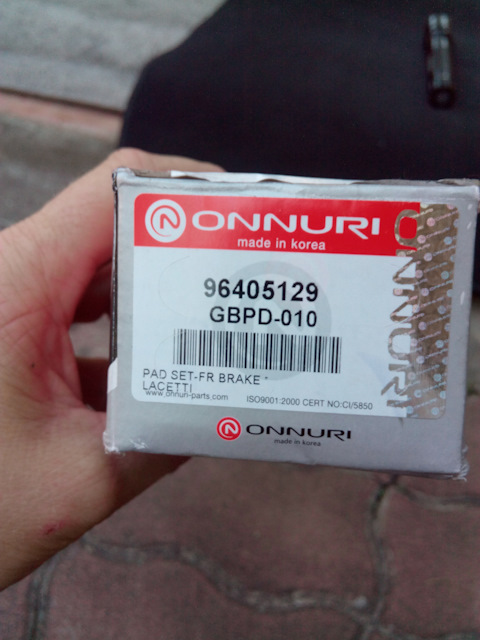 ONNURI
made in korea
ONNURI
96405129
GBPD-010
PAD SET-FR BRAKE
LACETTI
www.onnuri-parts.com ISO9001:2000 CERT NO:CI/5850
ONNURI
made in korea